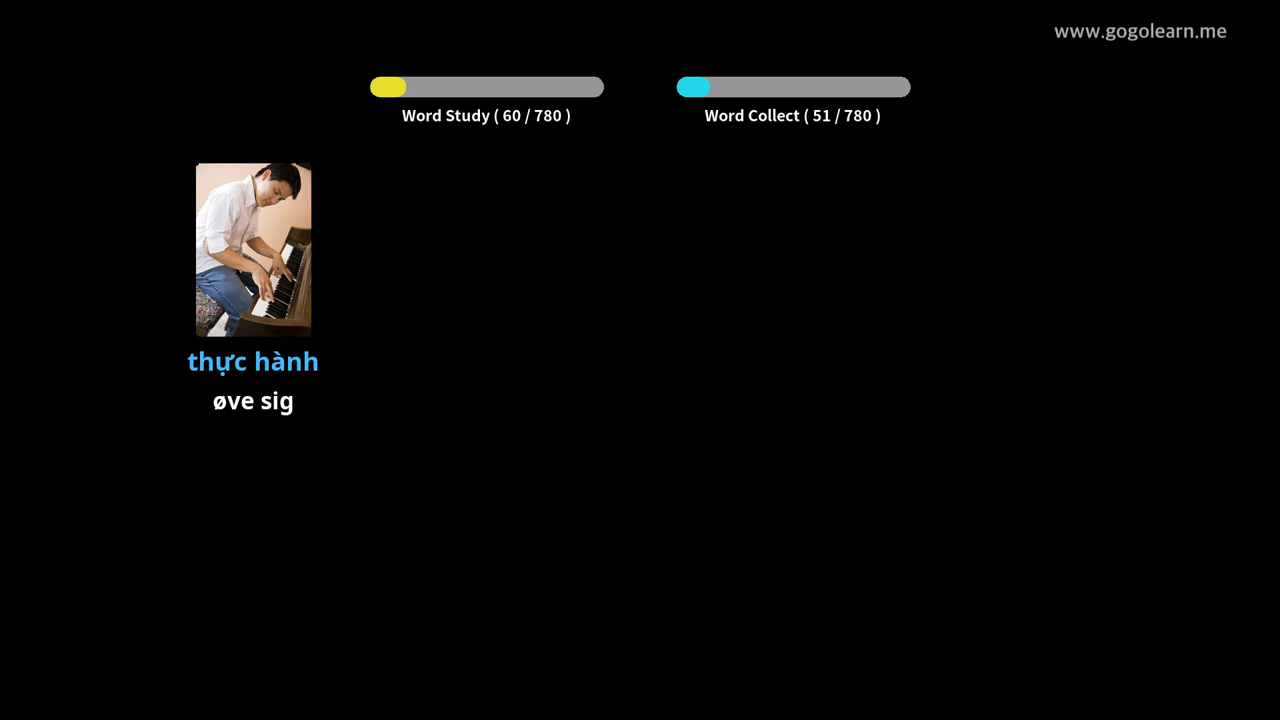 www.gogolearn.me
Word Study ( 60 / 780 )
Word Collect ( 51 / 780 )
thực hành
øve sig